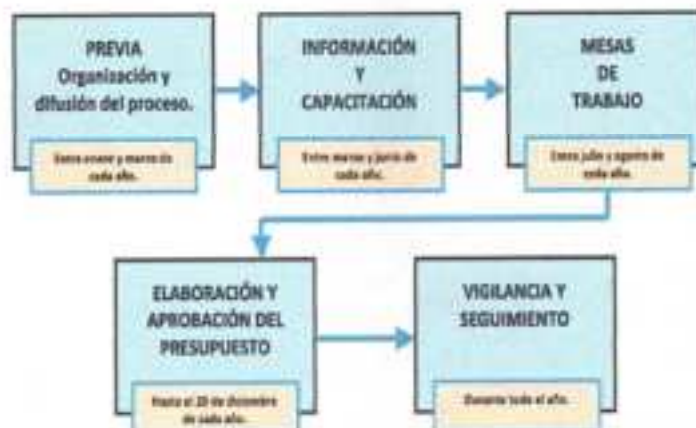 PREVIA
Organización y
difusión del proceso.
Entre enero y marzo de
cada año.
INFORMACIÓN
Y
CAPACITACIÓN
Entre marzo y junio de
cada año.
MESAS
DE
TRABAJO
Entre julio y agosto de
cada año.
ELABORACIÓN Y
APROBACIÓN DEL
PRESUPUESTO
Hasta el 20 de diciembre
de cada año.
VIGILANCIA Y
SEGUIMIENTO
Durante todo el año.